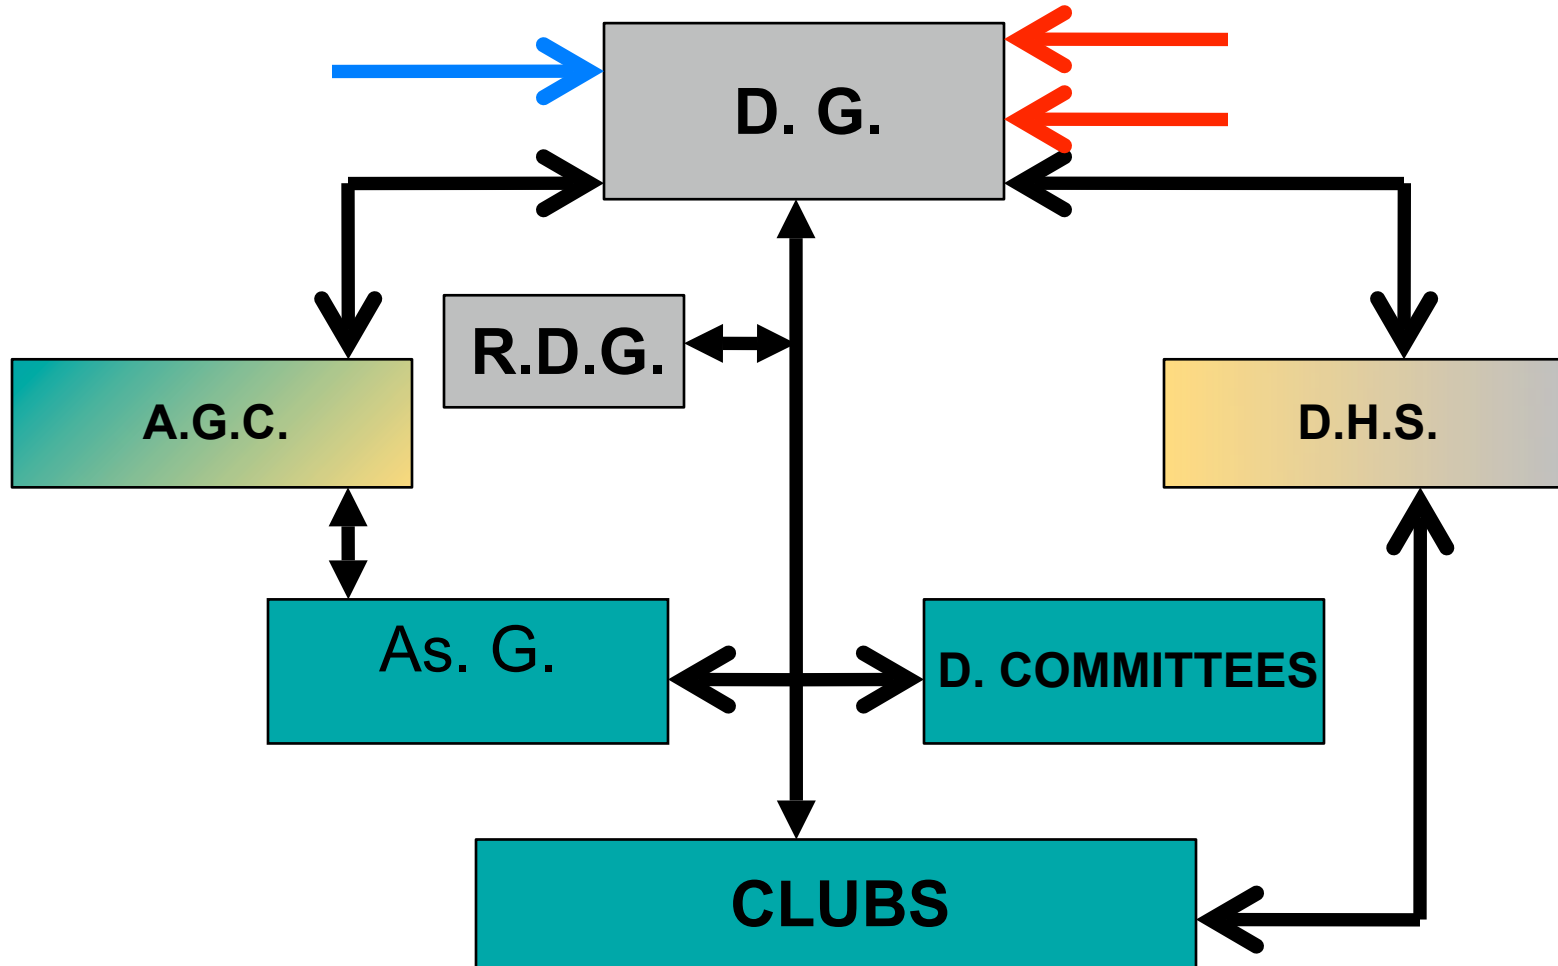 D. G.
R.D.G.
A.G.C.
D.H.S.
As. G.
D. COMMITTEES
CLUBS